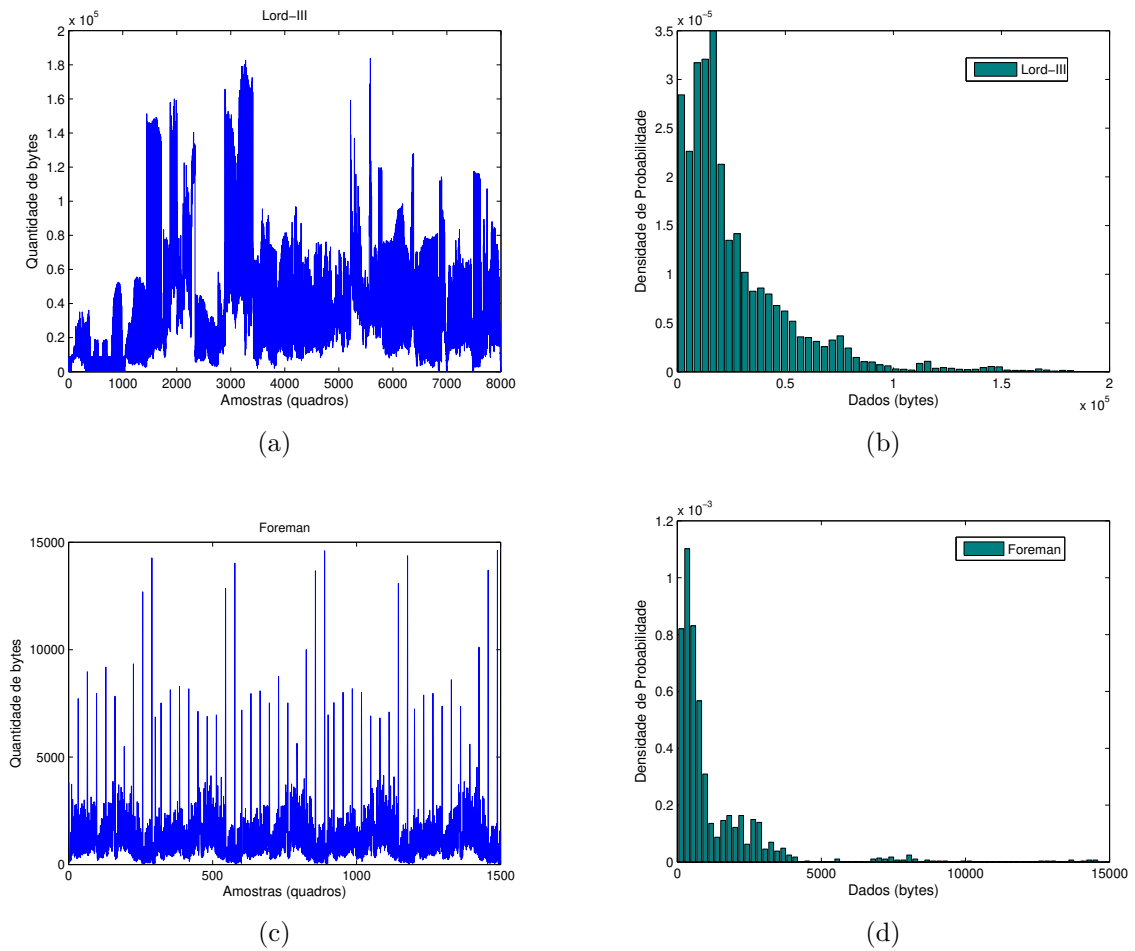 Lord−III
x 10⁵
2
1.8
1.6
1.4
1.2
1
0.8
0.6
0.4
0.2
0
Quantidade de bytes
0 1000 2000 3000 4000 5000 6000 7000 8000
Amostras (quadros)
(a)
x 10⁻⁵
3.5
3
2.5
2
1.5
1
0.5
0
Densidade de Probabilidade
Lord−III
0 0.5 1 1.5 2
x 10⁵
Dados (bytes)
(b)
Foreman
15000
10000
5000
0
Quantidade de bytes
0 500 1000 1500
Amostras (quadros)
(c)
x 10⁻³
1.2
1
0.8
0.6
0.4
0.2
0
Densidade de Probabilidade
Foreman
0 5000 10000 15000
Dados (bytes)
(d)